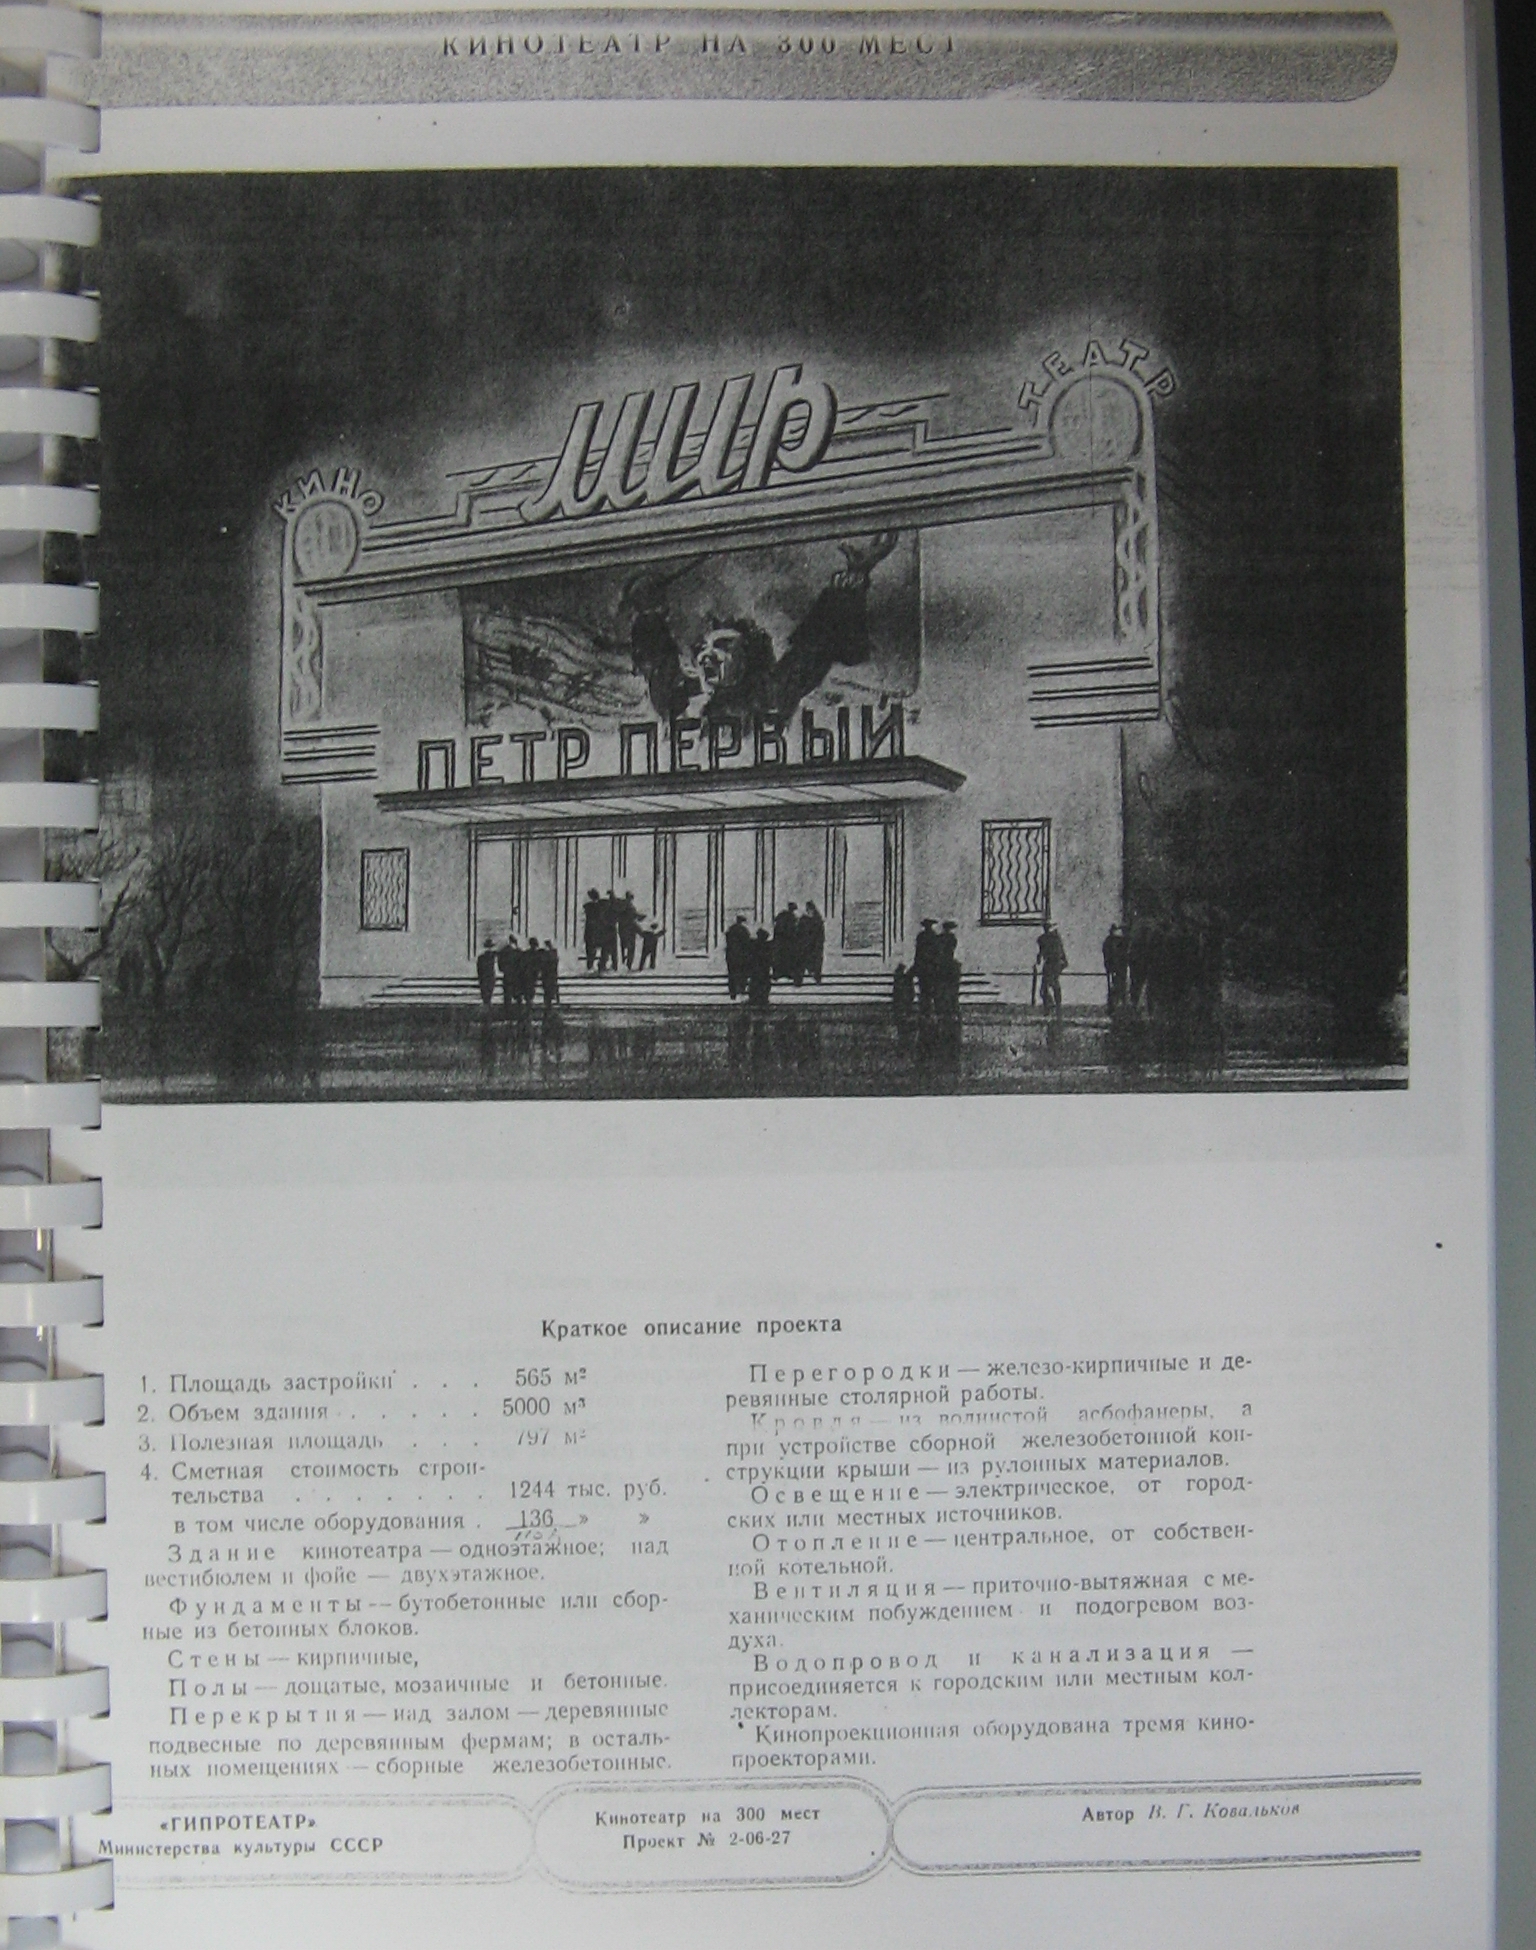 КИНОТЕАТР НА 300 МЕСТ
КИНО
мир
ТЕАТР
ПЕТР ПЕРВЫЙ
Краткое описание проекта
1. Площадь застройки . . . 565 м²
2. Объем здания . . . . . 5000 м³
3. Полезная площадь . . . 797 м²
4. Сметная стоимость строи-
тельства . . . . . . . 1244 тыс. руб.
в том числе оборудования . 136 » »
Здание кинотеатра — одноэтажное; над
вестибюлем и фойе — двухэтажное.
Фундаменты — бутобетонные или сбор-
ные из бетонных блоков.
Стены — кирпичные,
Полы — дощатые, мозаичные и бетонные.
Перекрытия — над залом — деревянные
подвесные по деревянным фермам; в осталь-
ных помещениях — сборные железобетонные.
Перегородки — железо-кирпичные и де-
ревянные столярной работы.
Кровля — из волнистой асбофанеры, а
при устройстве сборной железобетонной кон-
струкции крыши — из рулонных материалов.
Освещение — электрическое, от город-
ских или местных источников.
Отопление — центральное, от собствен-
ной котельной.
Вентиляция — приточно-вытяжная с ме-
ханическим побуждением и подогревом воз-
духа.
Водопровод и канализация —
присоединяется к городским или местным кол-
лекторам.
Кинопроекционная оборудована тремя кино-
проекторами.
«ГИПРОТЕАТР»
Министерства культуры СССР
Кинотеатр на 300 мест
Проект № 2-06-27
Автор В. Г. Ковальков